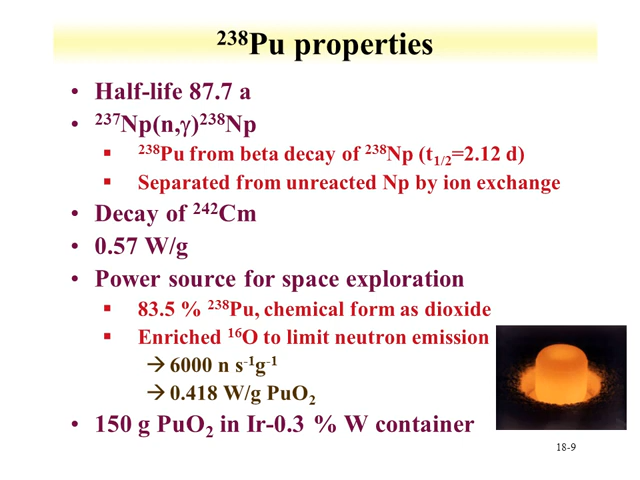 ²³⁸Pu properties
• Half-life 87.7 a
• ²³⁷Np(n,γ)²³⁸Np
▪ ²³⁸Pu from beta decay of ²³⁸Np (t₁/₂=2.12 d)
▪ Separated from unreacted Np by ion exchange
• Decay of ²⁴²Cm
• 0.57 W/g
• Power source for space exploration
▪ 83.5 % ²³⁸Pu, chemical form as dioxide
▪ Enriched ¹⁶O to limit neutron emission
→ 6000 n s⁻¹g⁻¹
→ 0.418 W/g PuO₂
• 150 g PuO₂ in Ir-0.3 % W container
18-9